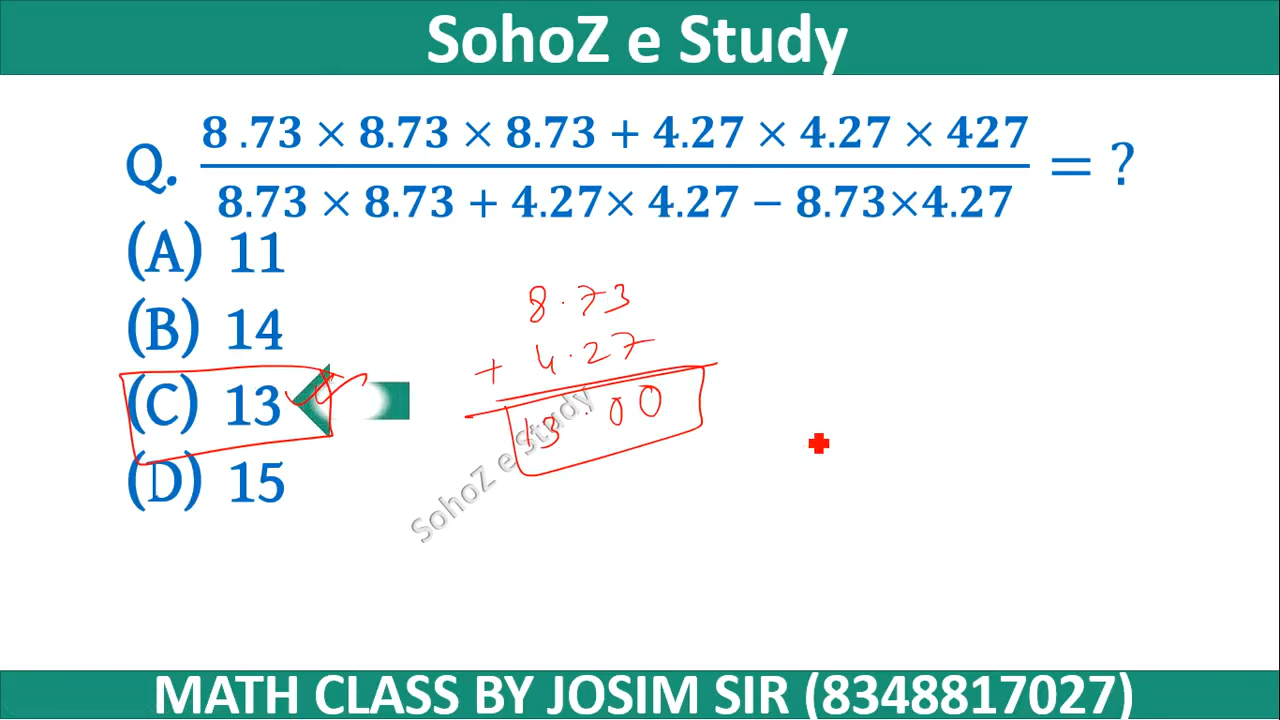 SohoZ e Study
Q. 8 .73 × 8.73 × 8.73 + 4.27 × 4.27 × 427
8.73 × 8.73 + 4.27× 4.27 − 8.73×4.27 = ?
(A) 11
(B) 14
(C) 13
(D) 15
8.73
+ 4.27
13.00
SohoZ e Study
MATH CLASS BY JOSIM SIR (8348817027)